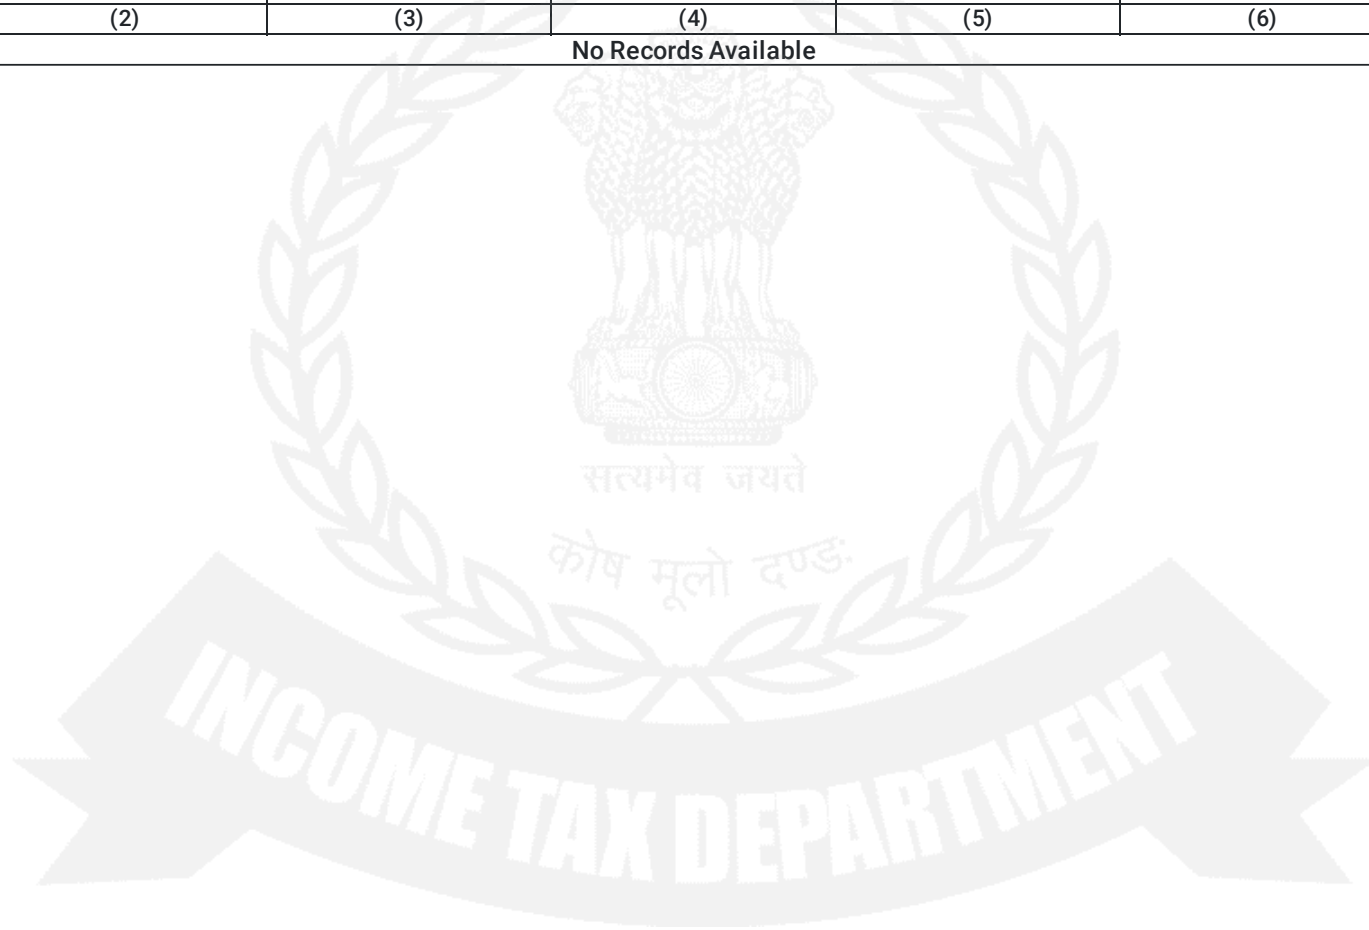 (2) (3) (4) (5) (6)
No Records Available
सत्यमेव जयते
कोष मूलो दण्डः
INCOME TAX DEPARTMENT